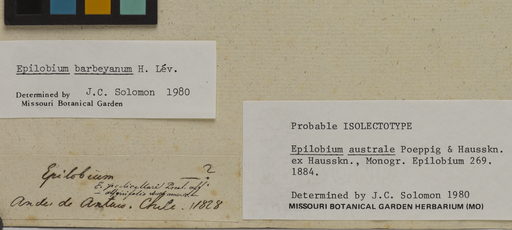 Epilobium barbeyanum H. Lév.
Determined by J.C. Solomon 1980
Missouri Botanical Garden
Probable ISOLECTOTYPE
Epilobium australe Poeppig & Hausskn.
ex Hausskn., Monogr. Epilobium 269.
1884.
Determined by J.C. Solomon 1980
MISSOURI BOTANICAL GARDEN HERBARIUM (MO)
Epilobium ?
Andes de Antuco. Chile. 1828